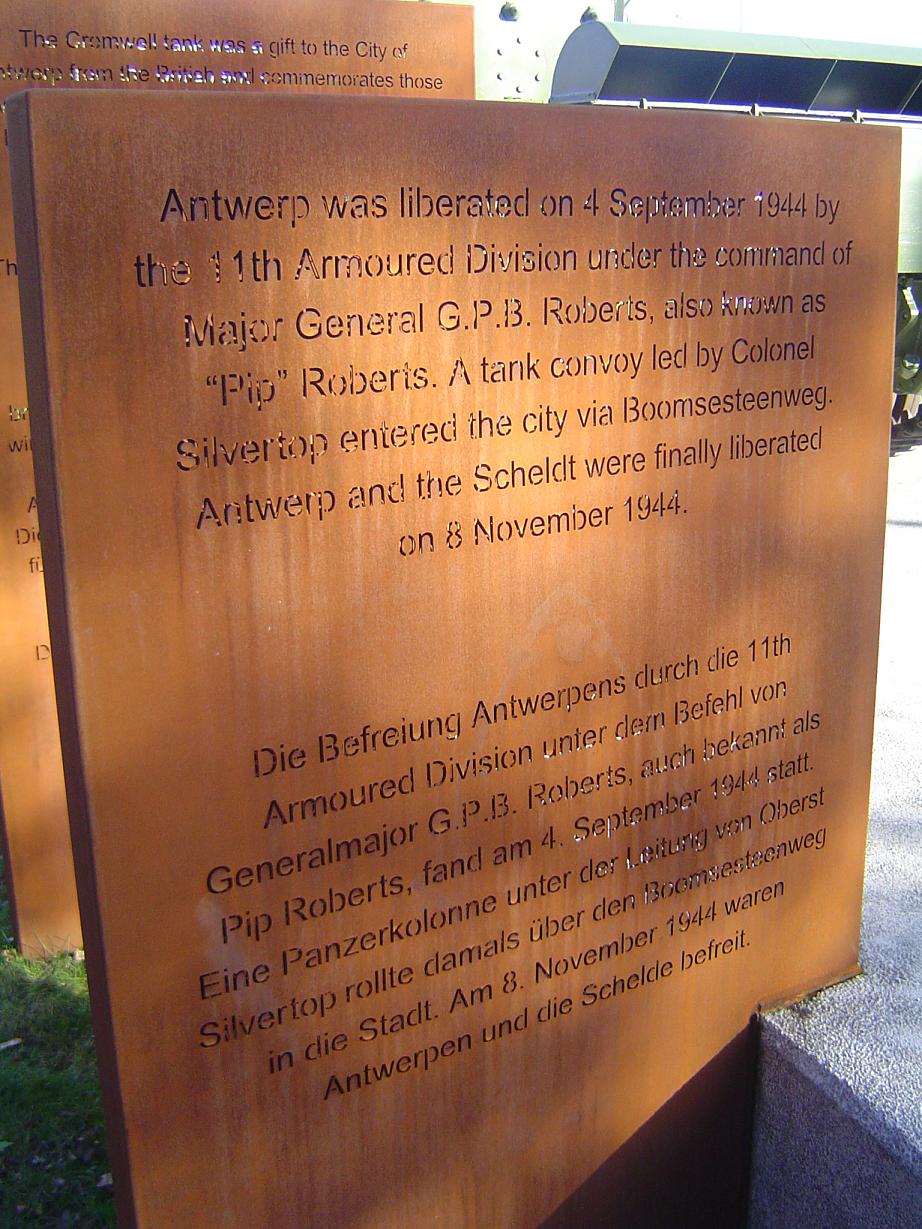 The Cromwell tank was a gift to the City of
from the British and commemorates those
Antwerp was liberated on 4 September 1944 by
the 11th Armoured Division under the command of
Major General G.P.B. Roberts, also known as
“Pip” Roberts. A tank convoy led by Colonel
Silvertop entered the city via Boomsesteenweg.
Antwerp and the Scheldt were finally liberated
on 8 November 1944.
Die Befreiung Antwerpens durch die 11th
Armoured Division unter dem Befehl von
Generalmajor G.P.B. Roberts, auch bekannt als
Pip Roberts, fand am 4. September 1944 statt.
Eine Panzerkolonne unter der Leitung von Oberst
Silvertop rollte damals über den Boomsesteenweg
in die Stadt. Am 8. November 1944 waren
Antwerpen und die Schelde befreit.